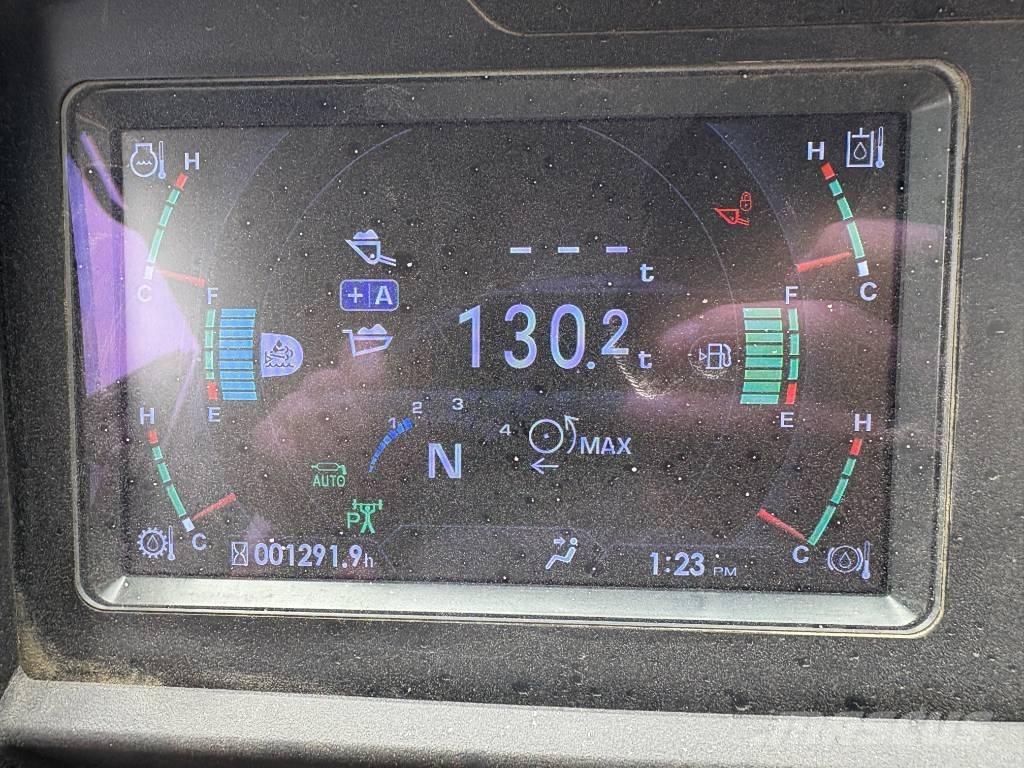 H H
- - - t
C C
+ A
F F
130.2 t
E E
1 2 3 4
H H
N MAX
AUTO
P
C C
001291.9h 1:23 PM